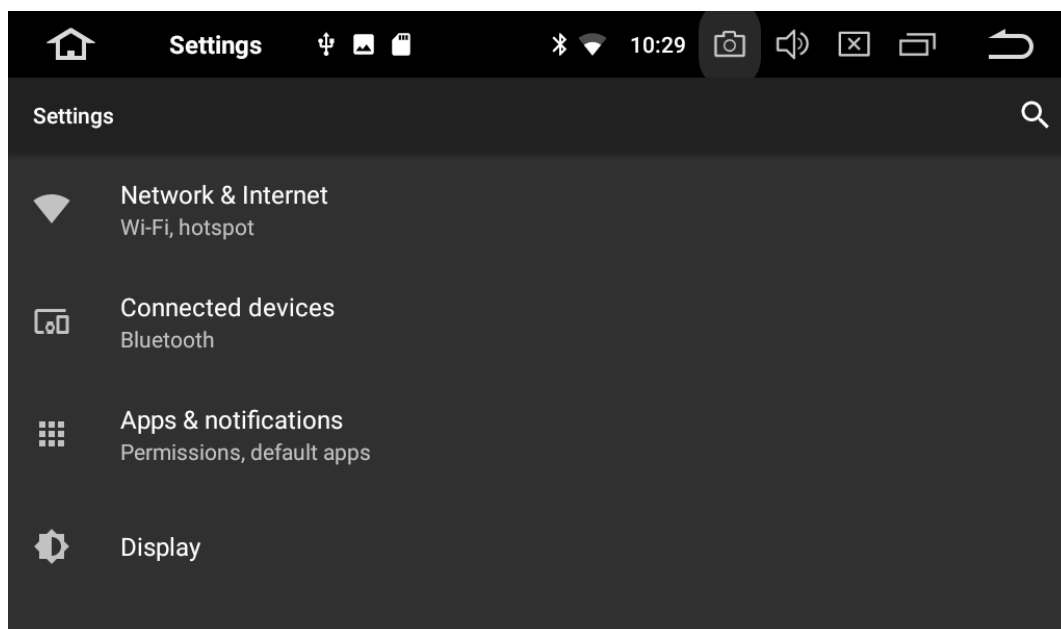 Settings
10:29
Settings
Network & Internet
Wi-Fi, hotspot
Connected devices
Bluetooth
Apps & notifications
Permissions, default apps
Display